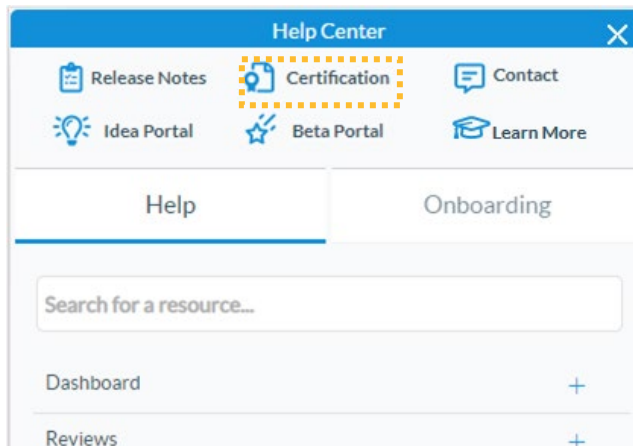 Help Center
Release Notes Certification Contact
Idea Portal Beta Portal Learn More
Help Onboarding
Search for a resource...
Dashboard
Reviews